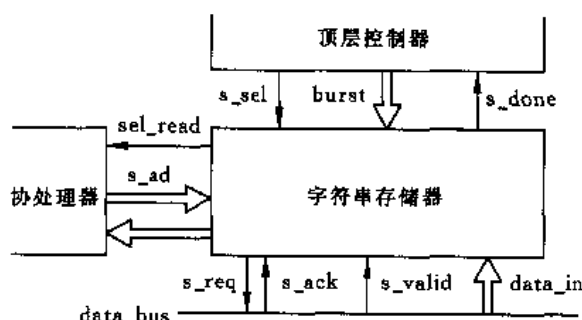 顶层控制器
s_sel burst s_done
sel_read
s_ad
协处理器 字符串存储器
s_req s_ack s_valid data_in
data_bus